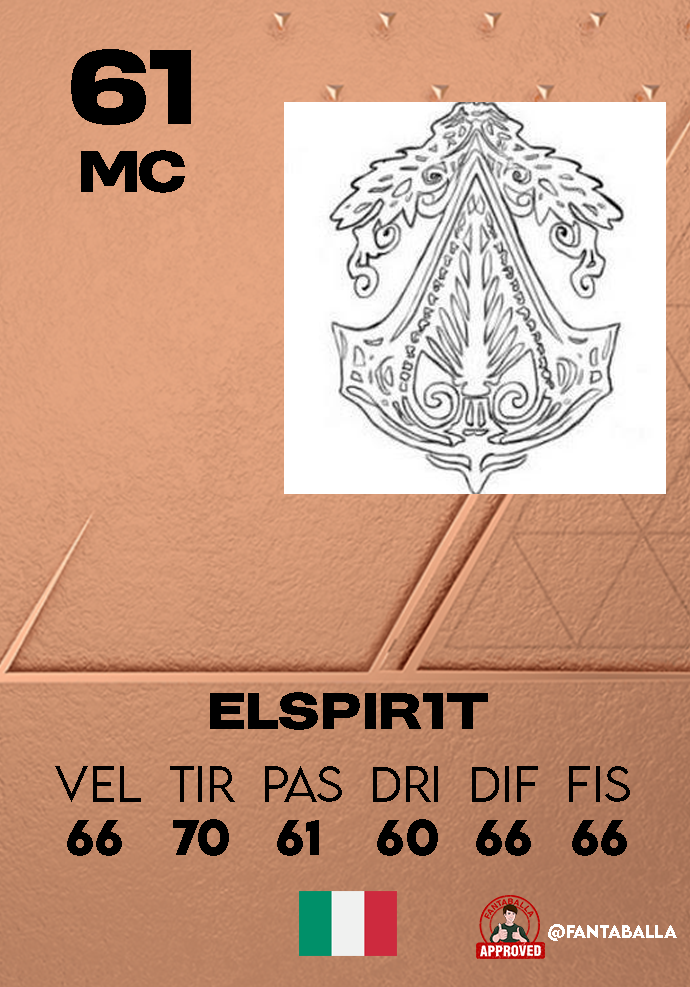 61
MC
ELSPIR1T
VEL TIR PAS DRI DIF FIS
66 70 61 60 66 66
FANTABALLA
APPROVED
@FANTABALLA